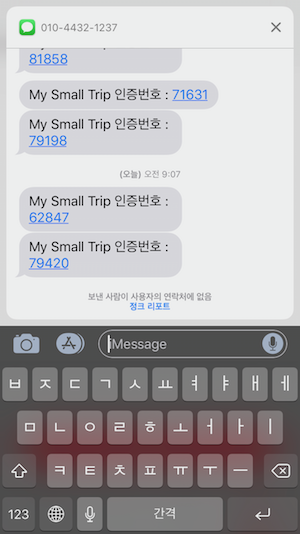 010-4432-1237
81858
My Small Trip 인증번호 : 71631
My Small Trip 인증번호 :
79198
(오늘) 오전 9:07
My Small Trip 인증번호 :
62847
My Small Trip 인증번호 :
79420
보낸 사람이 사용자의 연락처에 없음
정크 리포트
iMessage
ㅂ ㅈ ㄷ ㄱ ㅅ ㅛ ㅕ ㅑ ㅐ ㅔ
ㅁ ㄴ ㅇ ㄹ ㅎ ㅗ ㅓ ㅏ ㅣ
ㅋ ㅌ ㅊ ㅍ ㅠ ㅜ ㅡ
123 간격